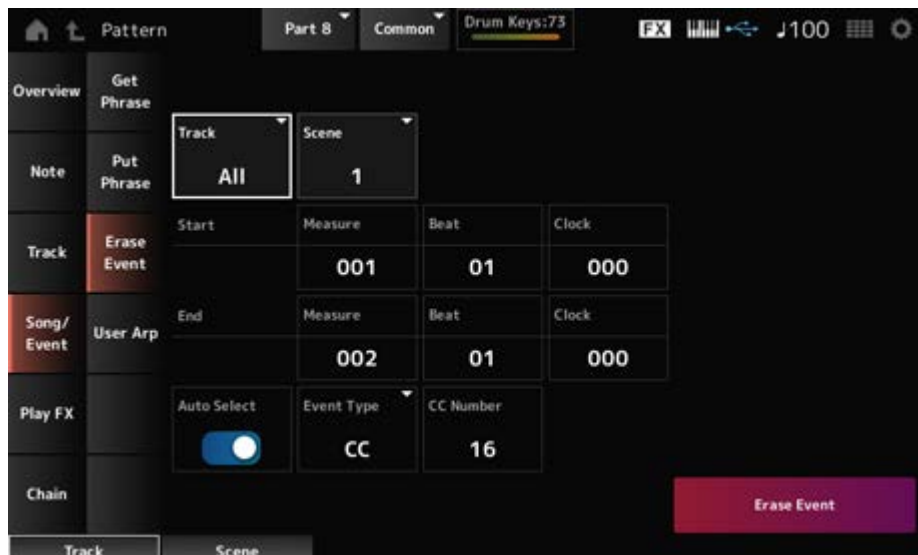 Pattern
Part 8
Common
Drum Keys:73
FX
♩100
Overview
Get
Phrase
Note
Put
Phrase
Track
Erase
Event
Song/
Event
User Arp
Play FX
Chain
Track
All
Scene
1
Start
Measure
001
Beat
01
Clock
000
End
Measure
002
Beat
01
Clock
000
Auto Select
Event Type
CC
CC Number
16
Erase Event
Track
Scene